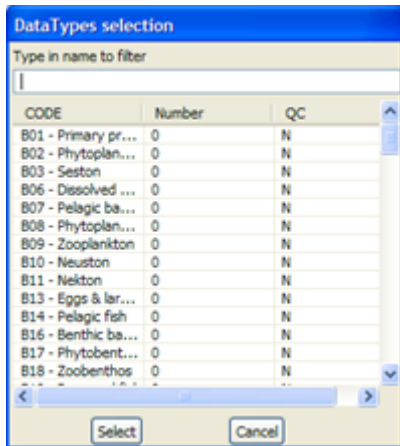 DataTypes selection
Type in name to filter
CODE Number QC
B01 - Primary pr... 0 N
B02 - Phytoplan... 0 N
B03 - Seston 0 N
B06 - Dissolved ... 0 N
B07 - Pelagic ba... 0 N
B08 - Phytoplan... 0 N
B09 - Zooplankton 0 N
B10 - Neuston 0 N
B11 - Nekton 0 N
B13 - Eggs & lar... 0 N
B14 - Pelagic fish 0 N
B16 - Benthic ba... 0 N
B17 - Phytobent... 0 N
B18 - Zoobenthos 0 N
Select Cancel